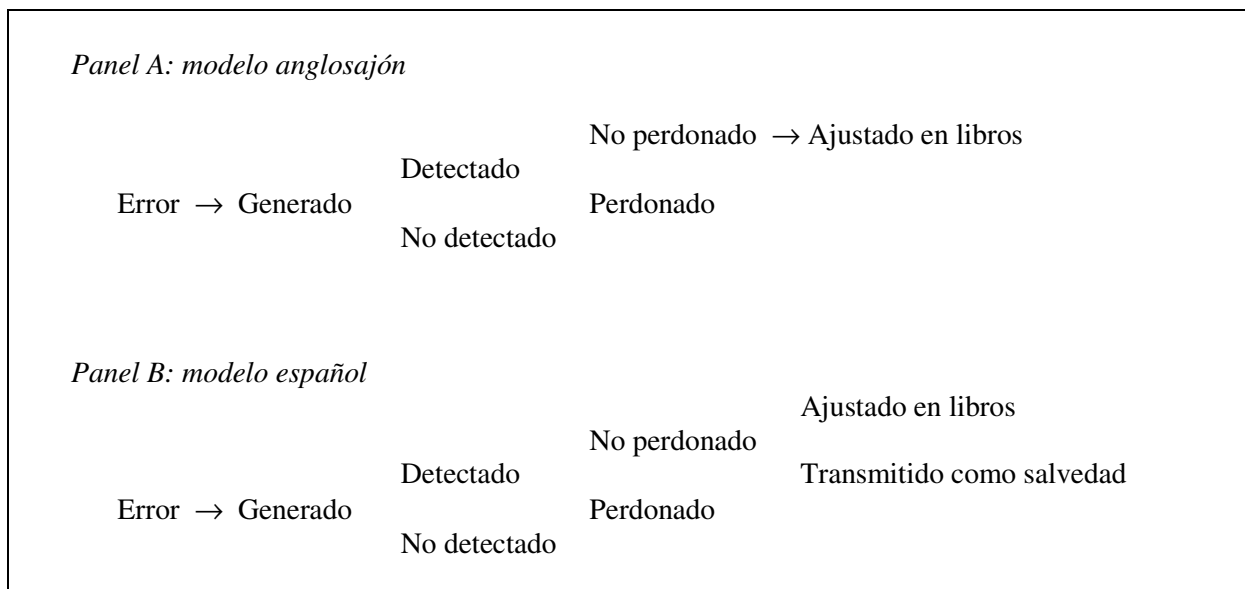 Panel A: modelo anglosajón
No perdonado → Ajustado en libros
Detectado
Error → Generado Perdonado
No detectado
Panel B: modelo español
Ajustado en libros
No perdonado
Detectado Transmitido como salvedad
Error → Generado Perdonado
No detectado